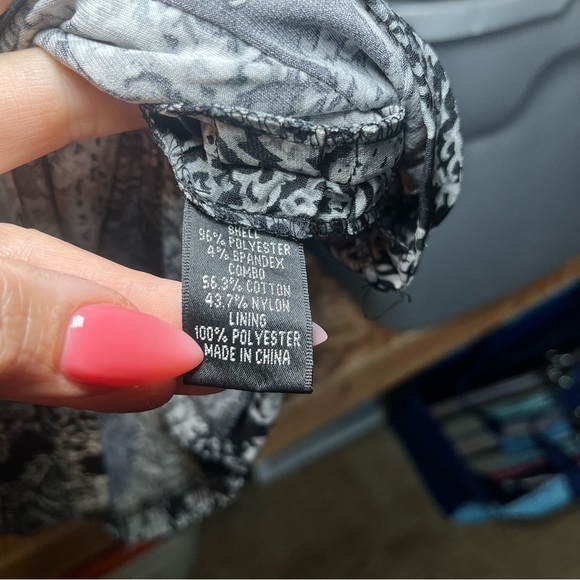 SHELL
96% POLYESTER
4% SPANDEX
COMBO
56.3% COTTON
43.7% NYLON
LINING
100% POLYESTER
MADE IN CHINA